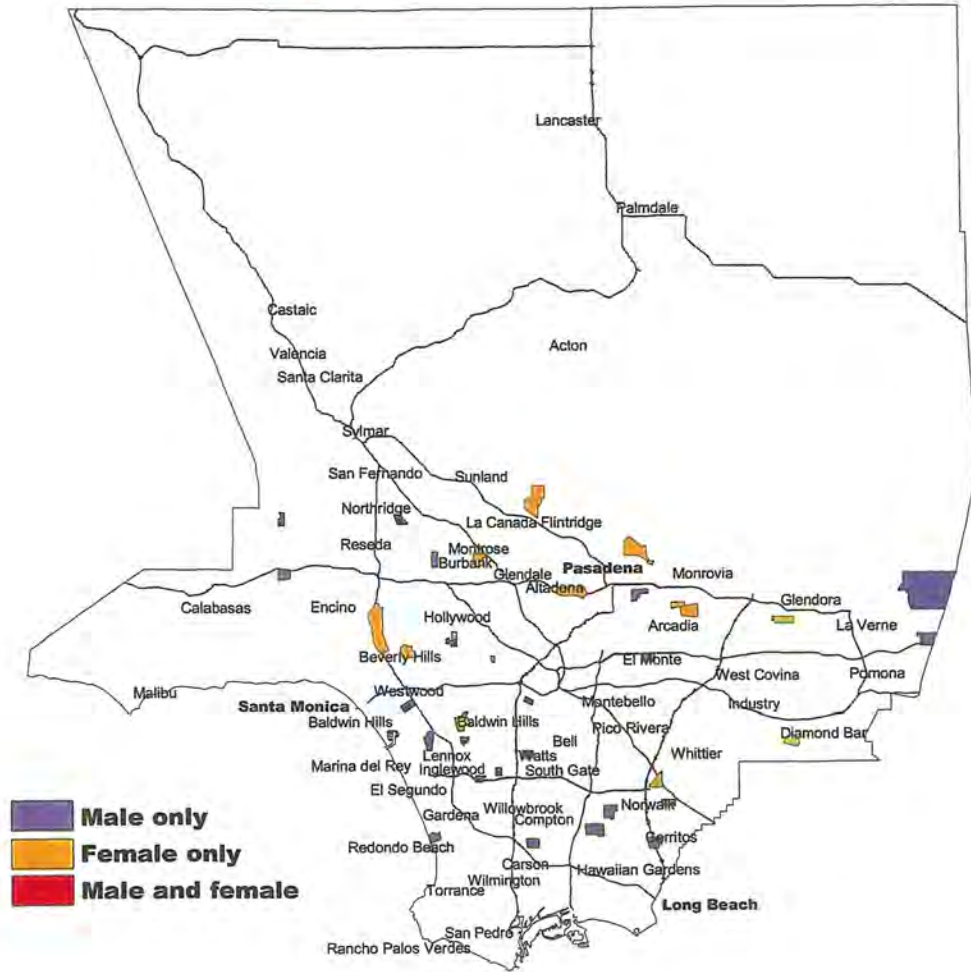 Lancaster
Palmdale
Castaic
Acton
Valencia
Santa Clarita
Sylmar
San Fernando
Sunland
Northridge
La Canada Flintridge
Reseda
Montrose
Burbank
Pasadena
Glendale
Monrovia
Altadena
Calabasas
Encino
Hollywood
Glendora
Arcadia
La Verne
Beverly Hills
El Monte
West Covina
Pomona
Malibu
Westwood
Santa Monica
Montebello
Industry
Baldwin Hills
Baldwin Hills
Pico Rivera
Diamond Bar
Bell
Whittier
Lennox
Watts
Marina del Rey
Inglewood
South Gate
El Segundo
Willowbrook
Norwalk
Gardena
Compton
Redondo Beach
Cerritos
Carson
Hawaiian Gardens
Wilmington
Torrance
Long Beach
San Pedro
Rancho Palos Verdes
Male only
Female only
Male and female